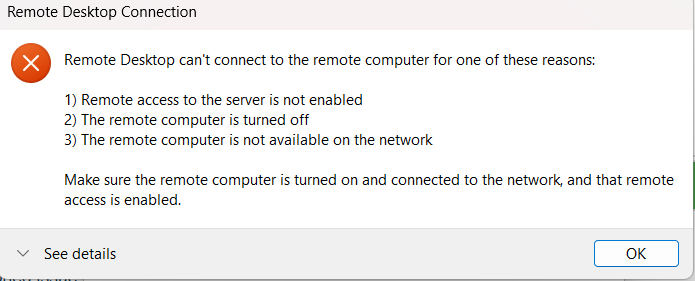 Remote Desktop Connection
Remote Desktop can't connect to the remote computer for one of these reasons:
1) Remote access to the server is not enabled
2) The remote computer is turned off
3) The remote computer is not available on the network
Make sure the remote computer is turned on and connected to the network, and that remote
access is enabled.
See details
OK